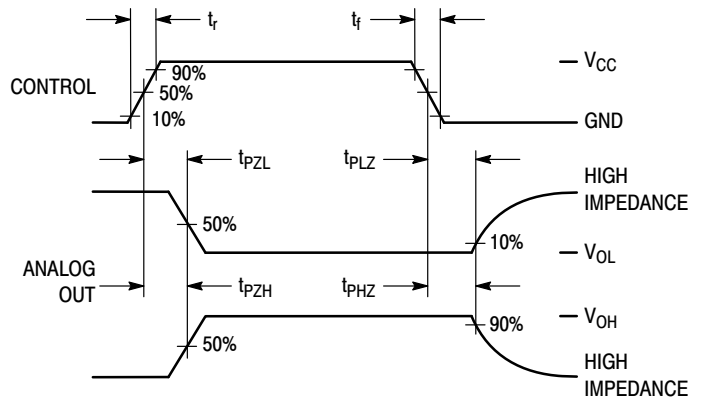 tr
tf
CONTROL
90%
50%
10%
VCC
GND
tPZL
tPLZ
HIGH
IMPEDANCE
50%
10%
VOL
ANALOG
OUT
tPZH
tPHZ
VOH
90%
50%
HIGH
IMPEDANCE